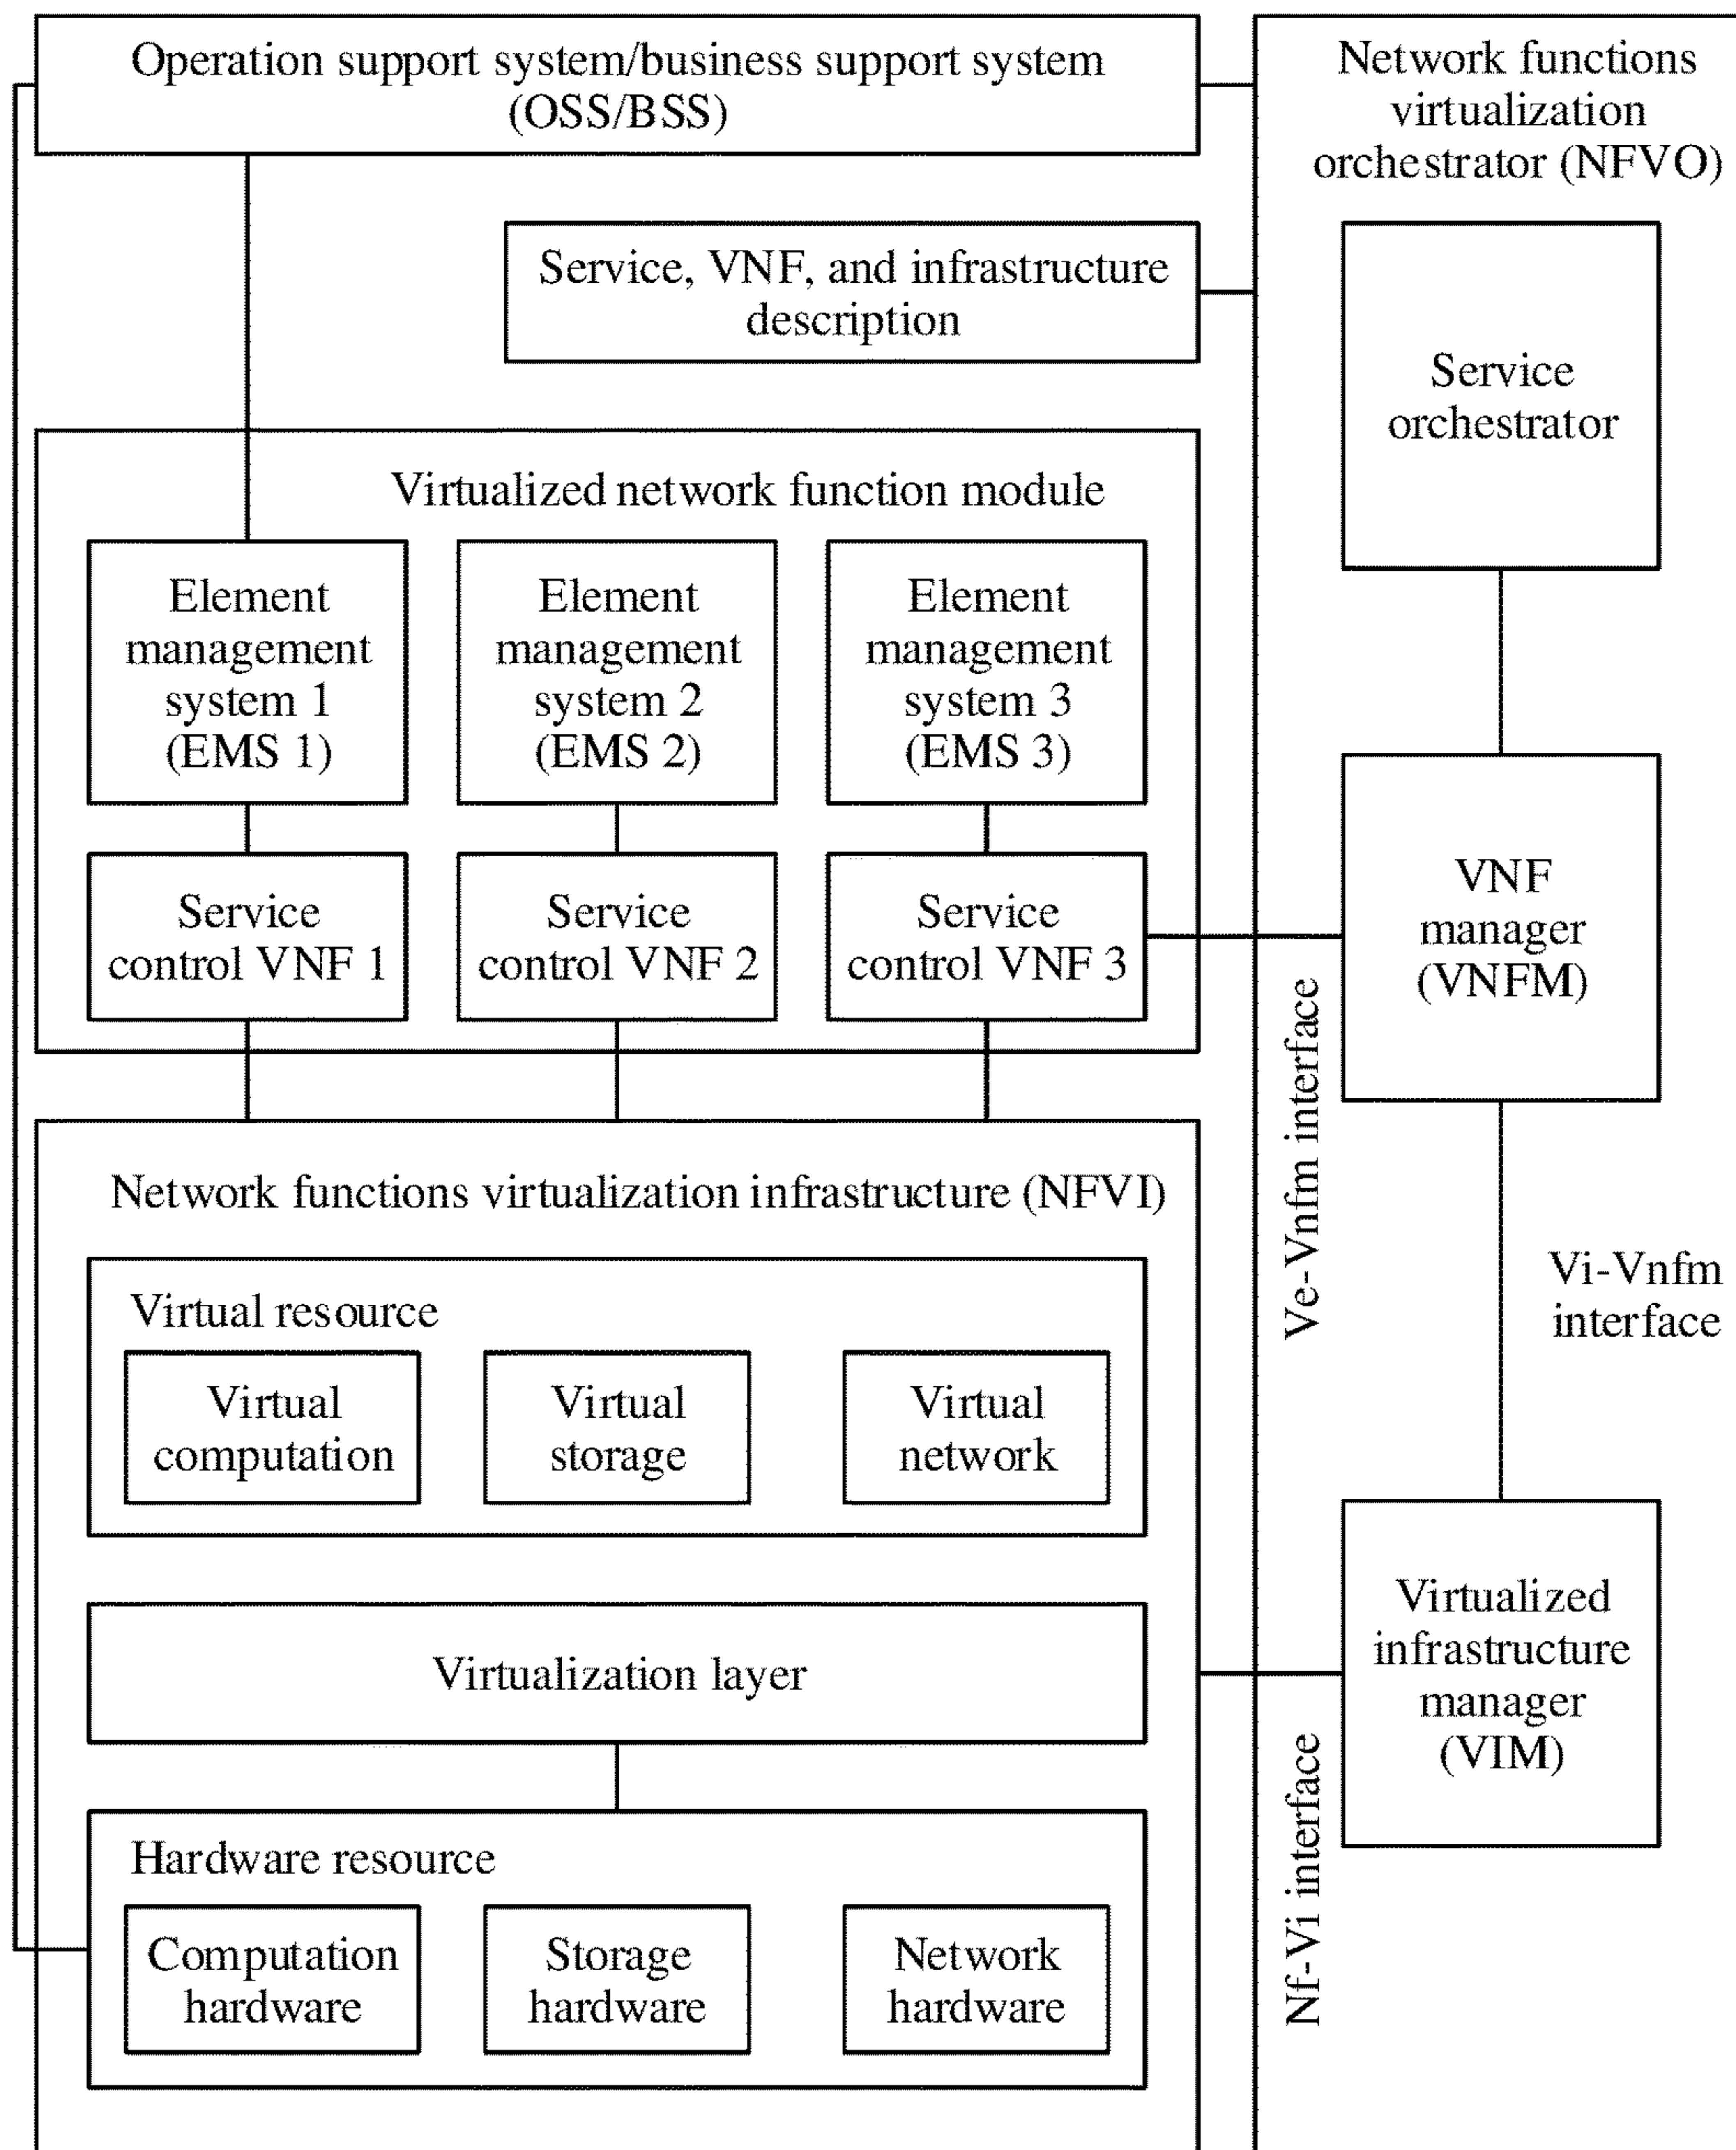 Operation support system/business support system
(OSS/BSS)
Network functions
virtualization
orchestrator (NFVO)
Service, VNF, and infrastructure
description
Service
orchestrator
Virtualized network function module
Element
management
system 1
(EMS 1)
Element
management
system 2
(EMS 2)
Element
management
system 3
(EMS 3)
Service
control VNF 1
Service
control VNF 2
Service
control VNF 3
VNF
manager
(VNFM)
Ve-Vnfm interface
Vi-Vnfm
interface
Network functions virtualization infrastructure (NFVI)
Virtual resource
Virtual
computation
Virtual
storage
Virtual
network
Virtualization layer
Virtualized
infrastructure
manager
(VIM)
Nf-Vi interface
Hardware resource
Computation
hardware
Storage
hardware
Network
hardware